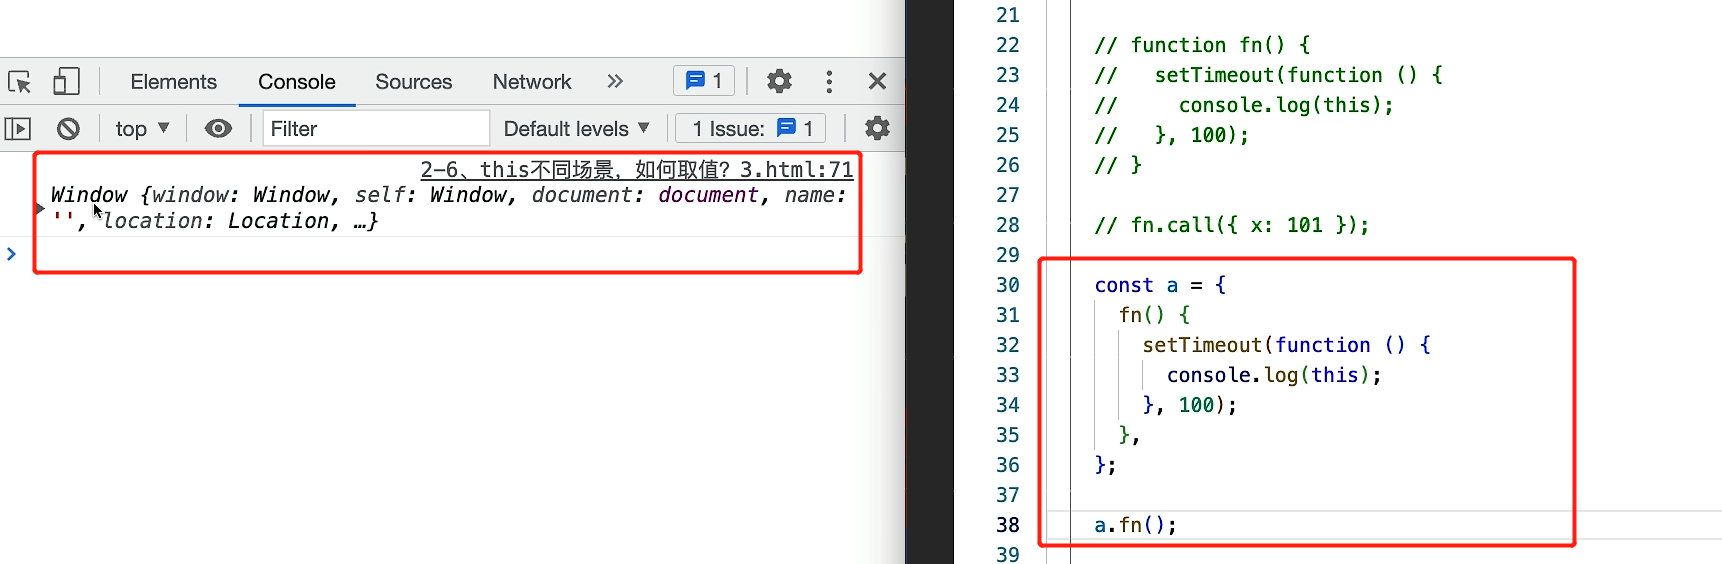 Elements Console Sources Network » 1
top ▼ Filter Default levels ▼ 1 Issue: 1
2-6、this不同场景，如何取值？3.html:71
Window {window: Window, self: Window, document: document, name:
'', location: Location, …}
21
22 // function fn() {
23 //   setTimeout(function () {
24 //     console.log(this);
25 //   }, 100);
26 // }
27
28 // fn.call({ x: 101 });
29
30 const a = {
31   fn() {
32     setTimeout(function () {
33       console.log(this);
34     }, 100);
35   },
36 };
37
38 a.fn();
39